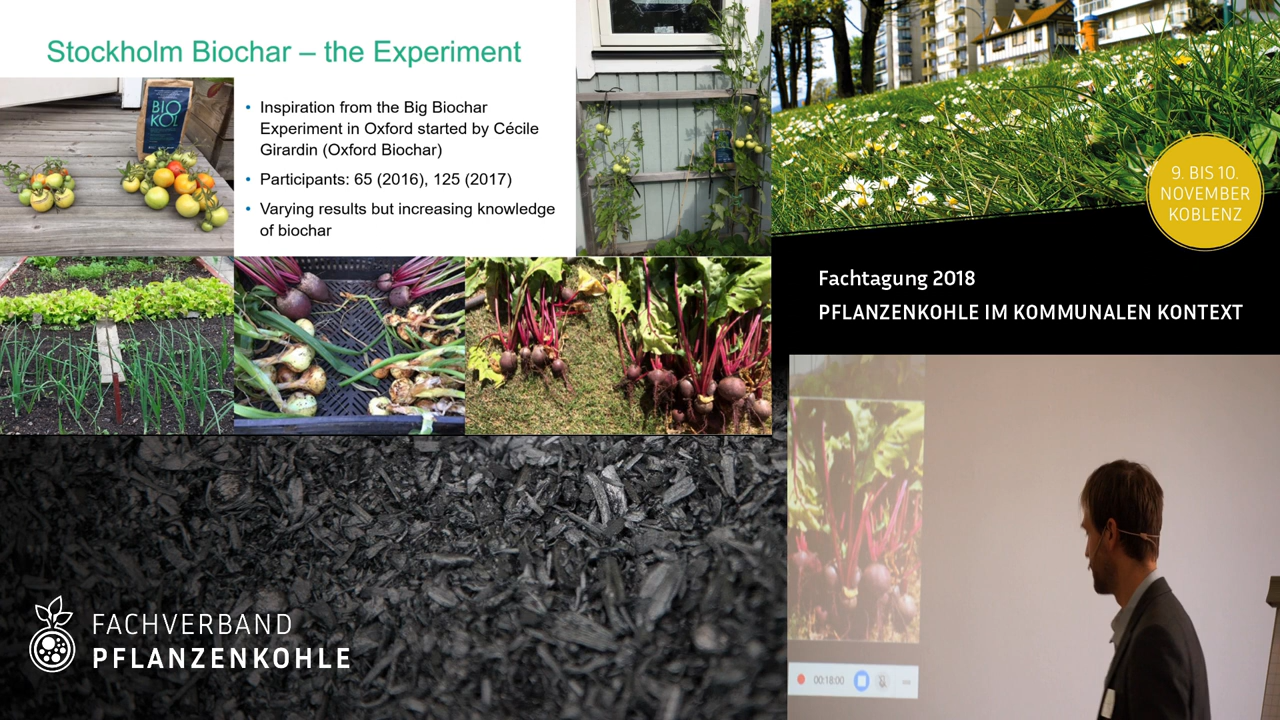 Stockholm Biochar – the Experiment
• Inspiration from the Big Biochar
Experiment in Oxford started by Cécile
Girardin (Oxford Biochar)
• Participants: 65 (2016), 125 (2017)
• Varying results but increasing knowledge
of biochar
BIO
KOL
9. BIS 10.
NOVEMBER
KOBLENZ
Fachtagung 2018
PFLANZENKOHLE IM KOMMUNALEN KONTEXT
00:18:00
FACHVERBAND
PFLANZENKOHLE